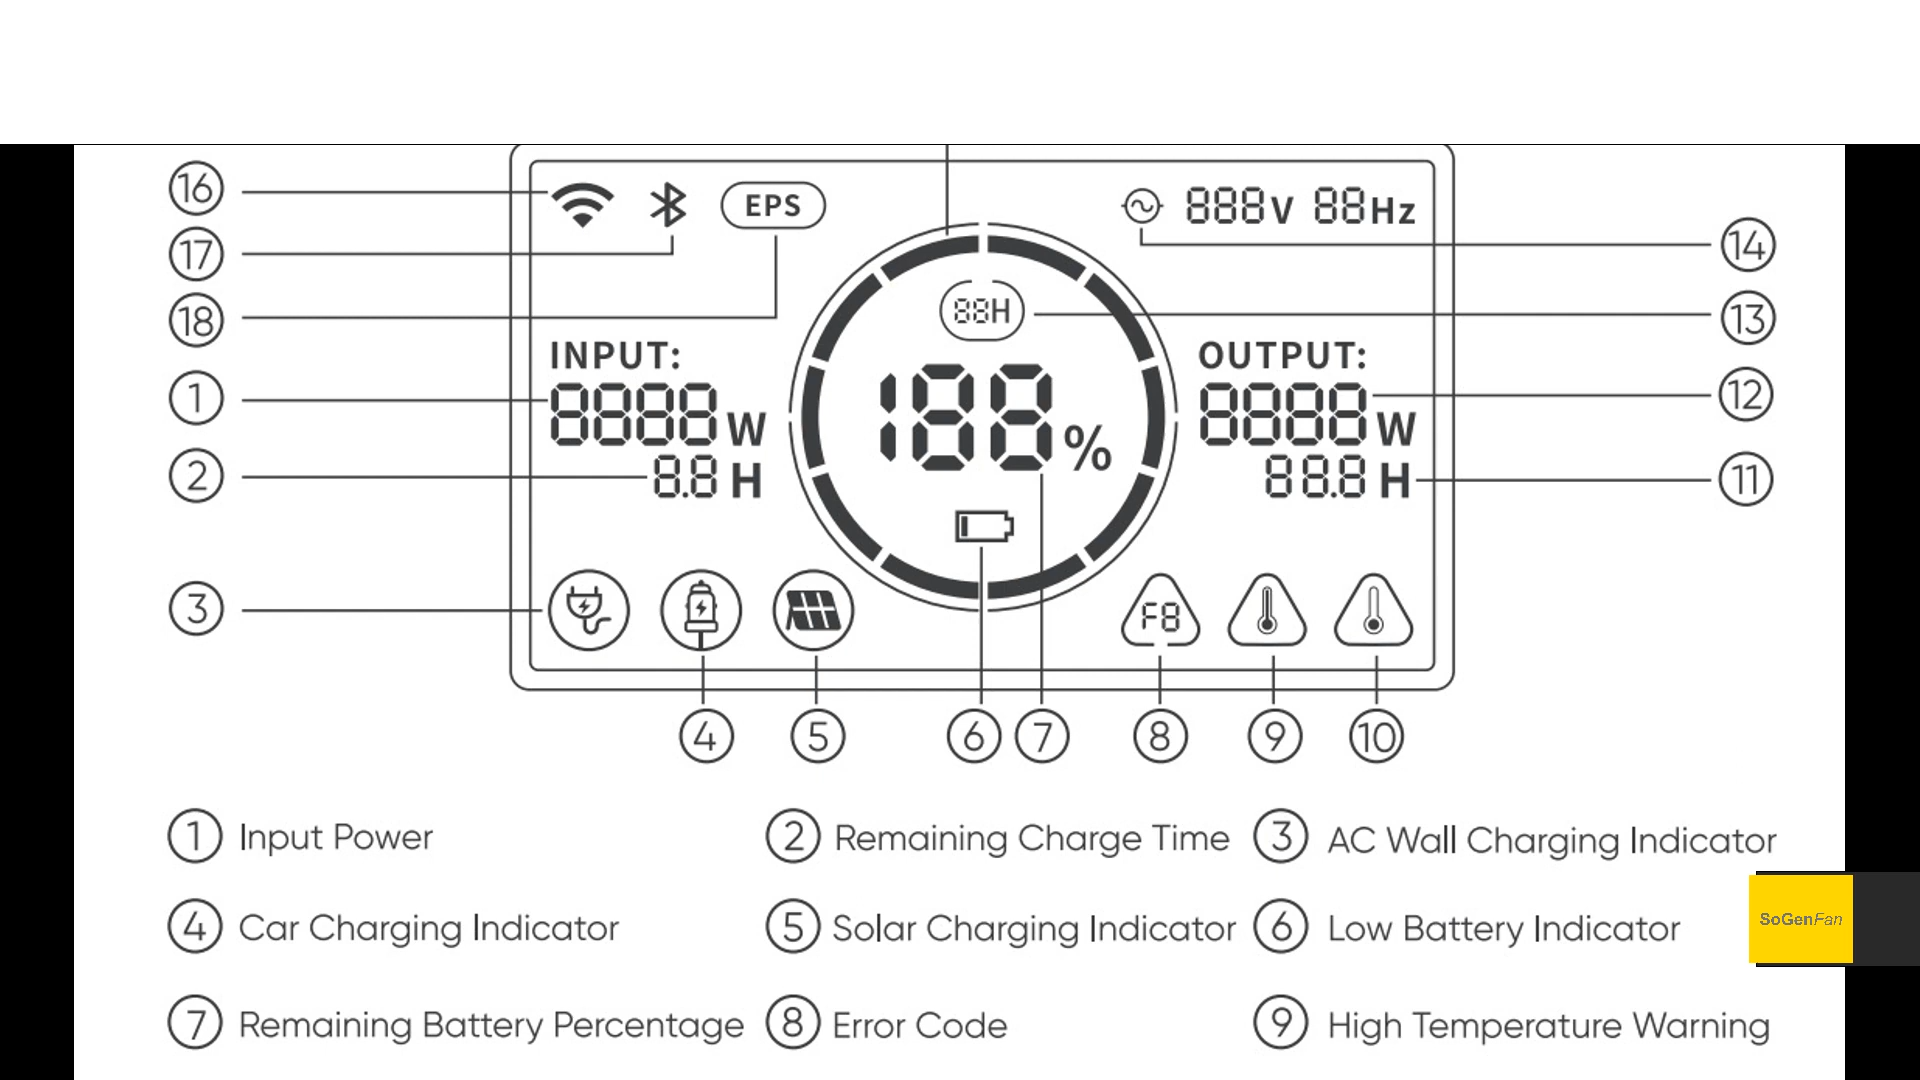 16
EPS
888V 88Hz
17
14
18
88H
13
INPUT:
OUTPUT:
1
8888 W
188%
8888 W
12
2
8.8 H
88.8 H
11
3
F8
4
5
6
7
8
9
10
1 Input Power
2 Remaining Charge Time
3 AC Wall Charging Indicator
4 Car Charging Indicator
5 Solar Charging Indicator
6 Low Battery Indicator
SoGenFan
7 Remaining Battery Percentage
8 Error Code
9 High Temperature Warning